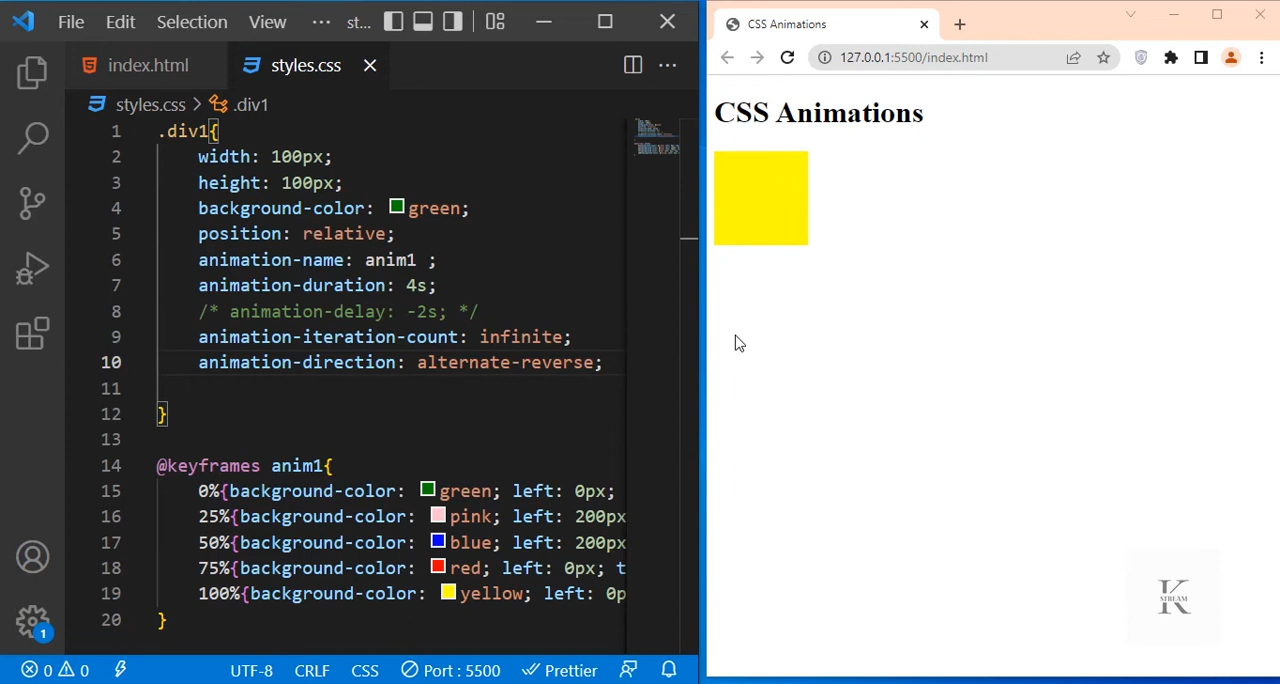 File Edit Selection View ··· st...
index.html styles.css
styles.css > .div1
1 .div1{
2 width: 100px;
3 height: 100px;
4 background-color: green;
5 position: relative;
6 animation-name: anim1 ;
7 animation-duration: 4s;
8 /* animation-delay: -2s; */
9 animation-iteration-count: infinite;
10 animation-direction: alternate-reverse;
11
12 }
13
14 @keyframes anim1{
15 0%{background-color: green; left: 0px;
16 25%{background-color: pink; left: 200px
17 50%{background-color: blue; left: 200px
18 75%{background-color: red; left: 0px; t
19 100%{background-color: yellow; left: 0p
20 }
1
0 0 UTF-8 CRLF CSS Port : 5500 Prettier
CSS Animations
127.0.0.1:5500/index.html
CSS Animations
K
STREAM